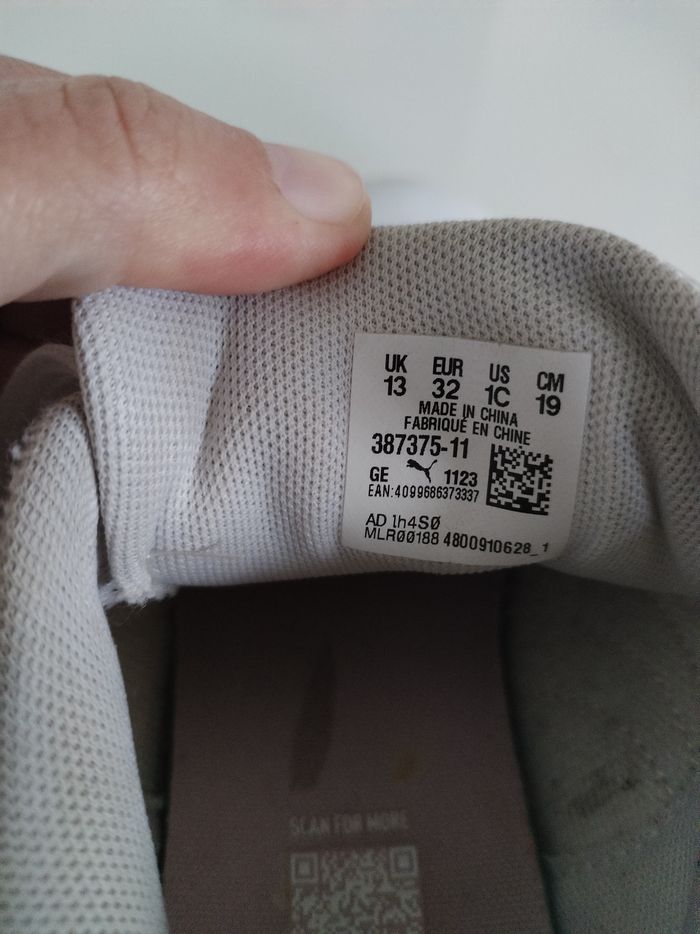 UK EUR US CM
13 32 1C 19
MADE IN CHINA
FABRIQUÉ EN CHINE
387375-11
GE 1123
EAN:4099686373337
AD 1h4SØ
MLRØØ188 4800910628_1
SCAN FOR MORE